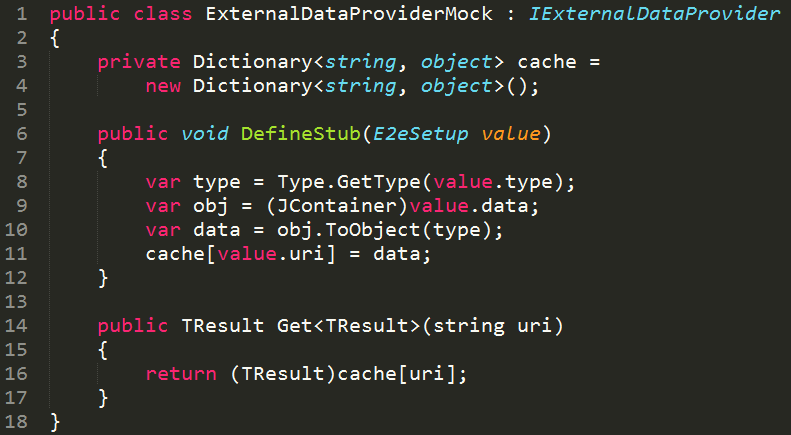 1 public class ExternalDataProviderMock : IExternalDataProvider
2 {
3     private Dictionary<string, object> cache =
4         new Dictionary<string, object>();
5
6     public void DefineStub(E2eSetup value)
7     {
8         var type = Type.GetType(value.type);
9         var obj = (JContainer)value.data;
10         var data = obj.ToObject(type);
11         cache[value.uri] = data;
12     }
13
14     public TResult Get<TResult>(string uri)
15     {
16         return (TResult)cache[uri];
17     }
18 }